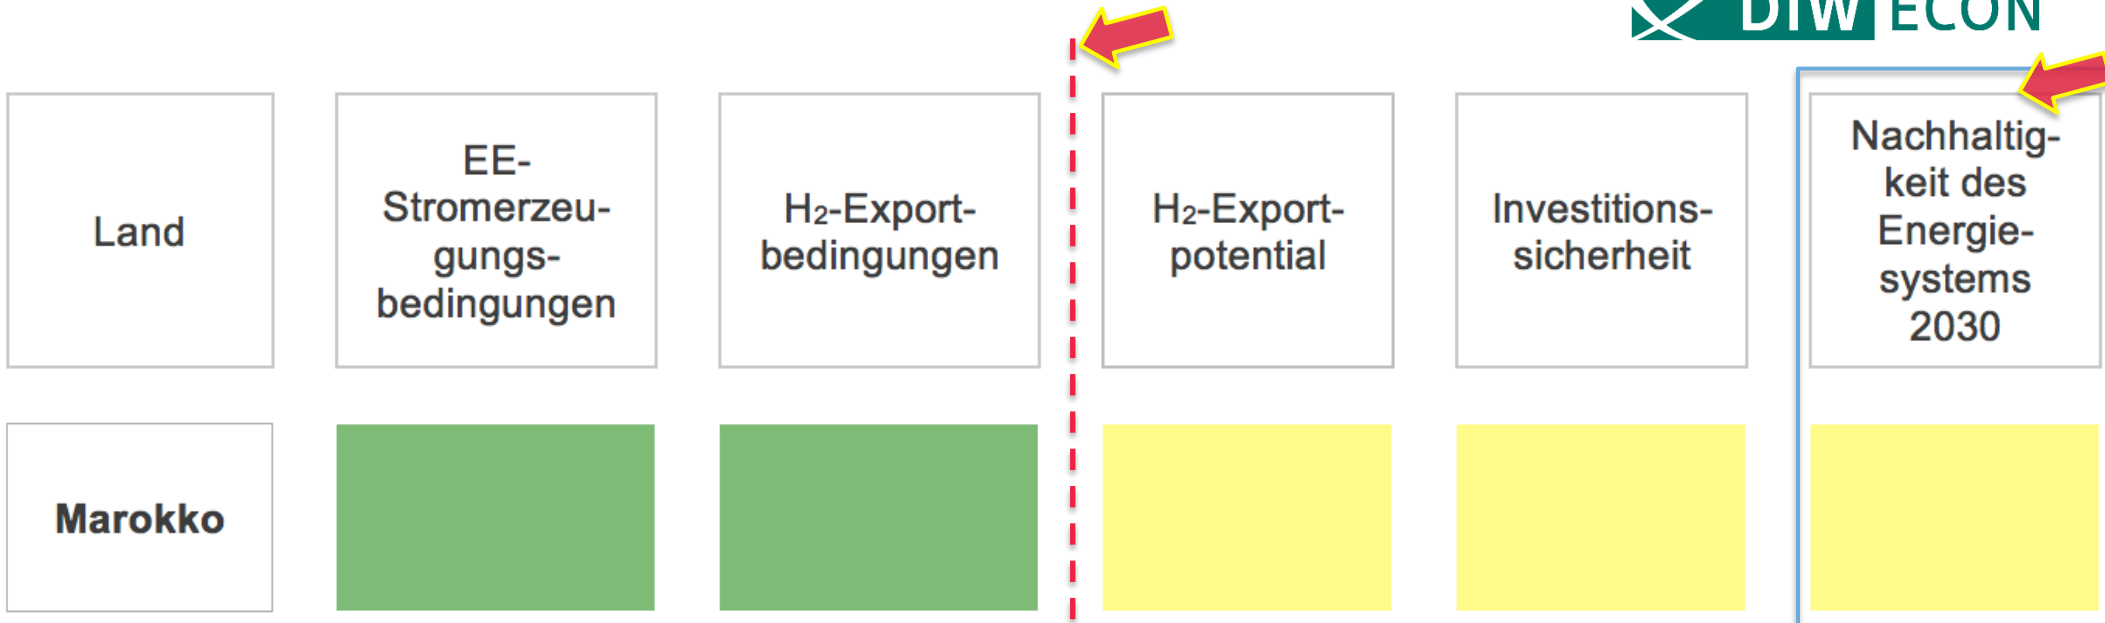 DIW ECON
Land
EE-
Stromerzeu-
gungs-
bedingungen
H₂-Export-
bedingungen
H₂-Export-
potential
Investitions-
sicherheit
Nachhaltig-
keit des
Energie-
systems
2030
Marokko